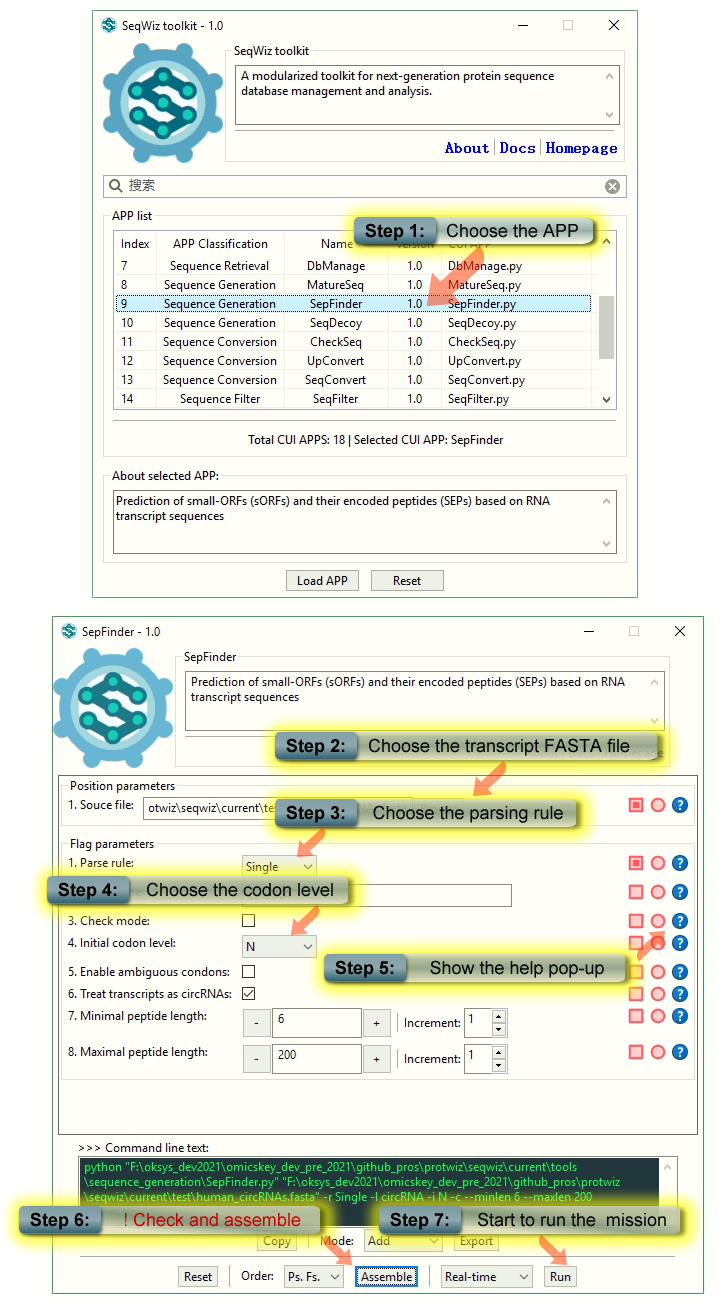 SeqWiz toolkit - 1.0
SeqWiz toolkit
A modularized toolkit for next-generation protein sequence
database management and analysis.
About Docs Homepage
搜索
APP list
Step 1: Choose the APP
Index APP Classification Name Version CUI APP
7 Sequence Retrieval DbManage 1.0 DbManage.py
8 Sequence Generation MatureSeq 1.0 MatureSeq.py
9 Sequence Generation SepFinder 1.0 SepFinder.py
10 Sequence Generation SeqDecoy 1.0 SeqDecoy.py
11 Sequence Conversion CheckSeq 1.0 CheckSeq.py
12 Sequence Conversion UpConvert 1.0 UpConvert.py
13 Sequence Conversion SeqConvert 1.0 SeqConvert.py
14 Sequence Filter SeqFilter 1.0 SeqFilter.py
Total CUI APPS: 18 | Selected CUI APP: SepFinder
About selected APP:
Prediction of small-ORFs (sORFs) and their encoded peptides (SEPs) based on RNA
transcript sequences
Load APP Reset
SepFinder - 1.0
SepFinder
Prediction of small-ORFs (sORFs) and their encoded peptides (SEPs) based on RNA
transcript sequences
Step 2: Choose the transcript FASTA file
Position parameters
1. Souce file: otwiz\seqwiz\current\te
Step 3: Choose the parsing rule
Flag parameters
1. Parse rule: Single
Step 4: Choose the codon level
3. Check mode:
4. Initial codon level: N
Step 5: Show the help pop-up
5. Enable ambiguous condons:
6. Treat transcripts as circRNAs:
7. Minimal peptide length: - 6 + Increment: 1
8. Maximal peptide length: - 200 + Increment: 1
>>> Command line text:
python "F:\oksys_dev2021\omicskey_dev_pre_2021\github_pros\protwiz\seqwiz\current\tools
\sequence_generation\SepFinder.py" "F:\oksys_dev2021\omicskey_dev_pre_2021\github_pros\protwiz
\seqwiz\current\test\human_circRNAs.fasta" -r Single -l circRNA -i N -c --minlen 6 --maxlen 200
Step 6: ! Check and assemble Step 7: Start to run the mission
Copy Mode: Add Export
Reset Order: Ps. Fs. Assemble Real-time Run